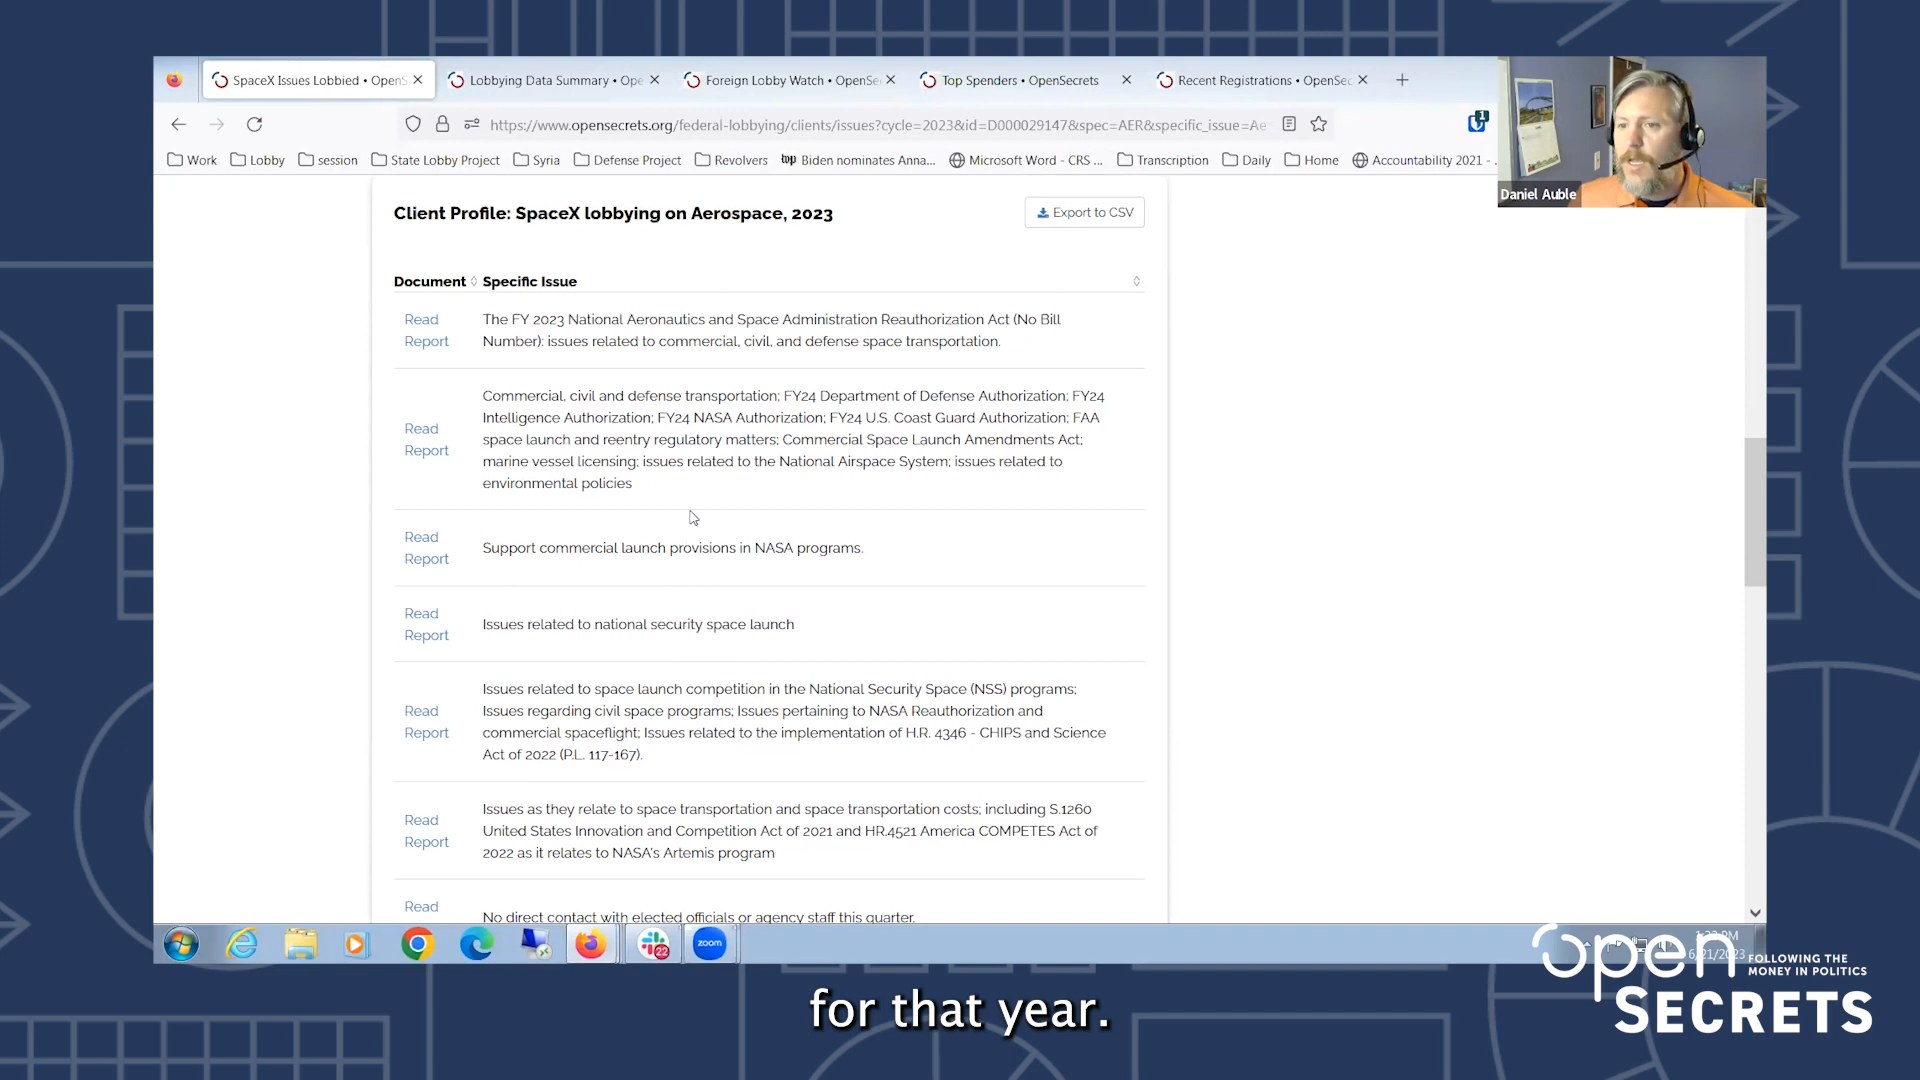 SpaceX Issues Lobbied • OpenS
Lobbying Data Summary • Ope
Foreign Lobby Watch • OpenSe
Top Spenders • OpenSecrets
Recent Registrations • OpenSec
https://www.opensecrets.org/federal-lobbying/clients/issues?cycle=2023&id=D000029147&spec=AER&specific_issue=Ae
1
Work
Lobby
session
State Lobby Project
Syria
Defense Project
Revolvers
top Biden nominates Anna...
Microsoft Word - CRS ...
Transcription
Daily
Home
Accountability 2021 - .
Daniel Auble
Client Profile: SpaceX lobbying on Aerospace, 2023
Export to CSV
Document Specific Issue
Read Report
The FY 2023 National Aeronautics and Space Administration Reauthorization Act (No Bill
Number): issues related to commercial, civil, and defense space transportation.
Read Report
Commercial, civil and defense transportation; FY24 Department of Defense Authorization; FY24
Intelligence Authorization; FY24 NASA Authorization; FY24 U.S. Coast Guard Authorization; FAA
space launch and reentry regulatory matters; Commercial Space Launch Amendments Act;
marine vessel licensing; issues related to the National Airspace System; issues related to
environmental policies
Read Report
Support commercial launch provisions in NASA programs.
Read Report
Issues related to national security space launch
Read Report
Issues related to space launch competition in the National Security Space (NSS) programs;
Issues regarding civil space programs; Issues pertaining to NASA Reauthorization and
commercial spaceflight; Issues related to the implementation of H.R. 4346 - CHIPS and Science
Act of 2022 (P.L. 117-167).
Read Report
Issues as they relate to space transportation and space transportation costs; including S.1260
United States Innovation and Competition Act of 2021 and HR.4521 America COMPETES Act of
2022 as it relates to NASA's Artemis program
Read
No direct contact with elected officials or agency staff this quarter.
22
zoom
6/21/2023
open
SECRETS
FOLLOWING THE
MONEY IN POLITICS
for that year.